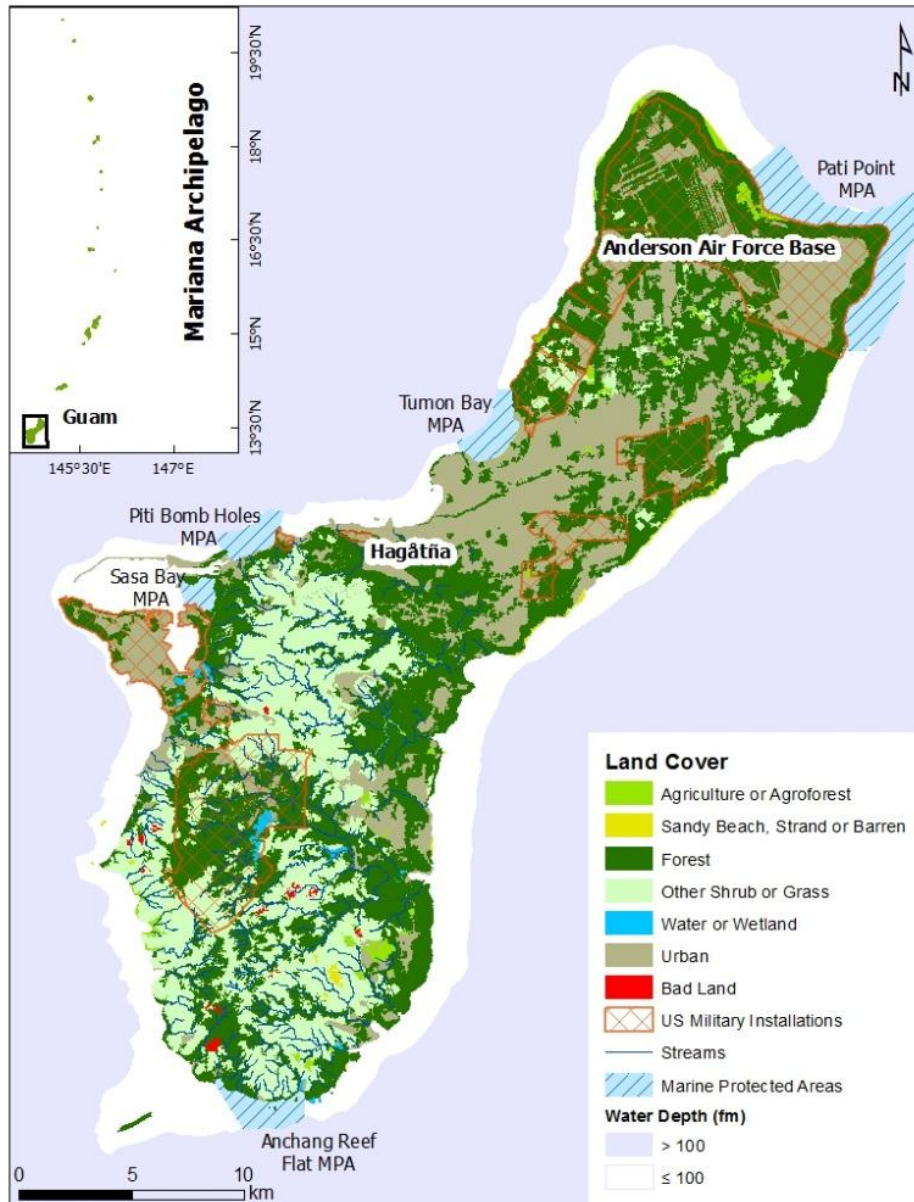 19°30'N
18°N
16°30'N
15°N
13°30'N
Mariana Archipelago
Guam
145°30'E
147°E
N
Pati Point
MPA
Anderson Air Force Base
Tumon Bay
MPA
Piti Bomb Holes
MPA
Hagåtña
Sasa Bay
MPA
Anchang Reef
Flat MPA
0 5 10
km
Land Cover
Agriculture or Agroforest
Sandy Beach, Strand or Barren
Forest
Other Shrub or Grass
Water or Wetland
Urban
Bad Land
US Military Installations
Streams
Marine Protected Areas
Water Depth (fm)
> 100
≤ 100